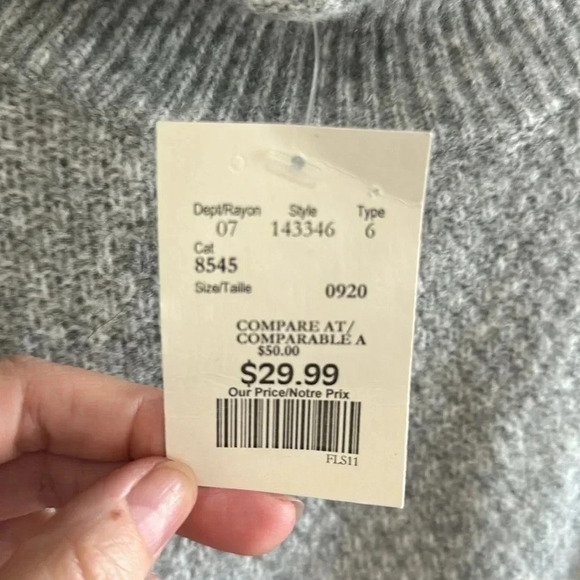 Dept/Rayon Style Type
07 143346 6
Cat
8545
Size/Taille 0920
COMPARE AT/
COMPARABLE A
$50.00
$29.99
Our Price/Notre Prix
FLS11